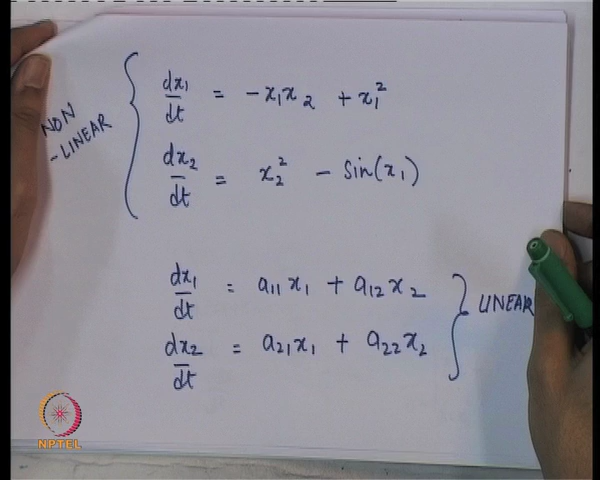 NON
-LINEAR
dx₁/dt = -x₁x₂ + x₁²
dx₂/dt = x₂² - sin(x₁)
dx₁/dt = a₁₁x₁ + a₁₂x₂
dx₂/dt = a₂₁x₁ + a₂₂x₂
LINEAR
NPTEL